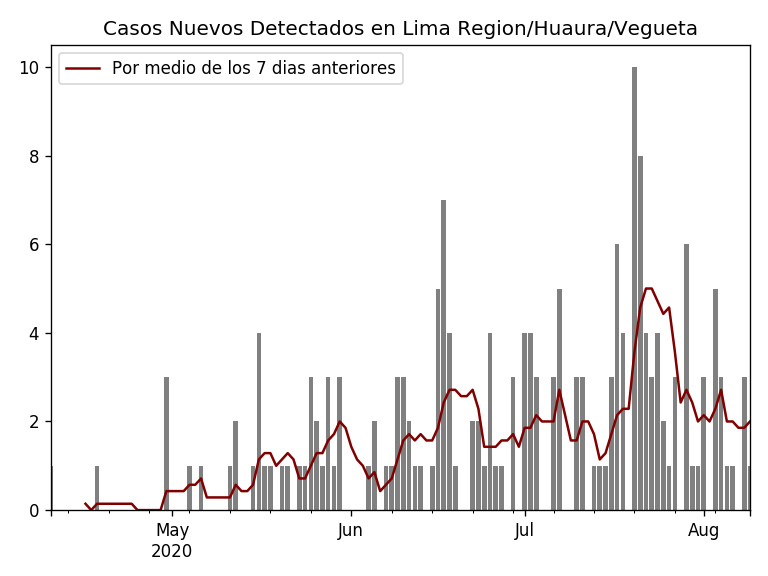 Casos Nuevos Detectados en Lima Region/Huaura/Vegueta
Por medio de los 7 dias anteriores
10
8
6
4
2
0
May
2020
Jun
Jul
Aug